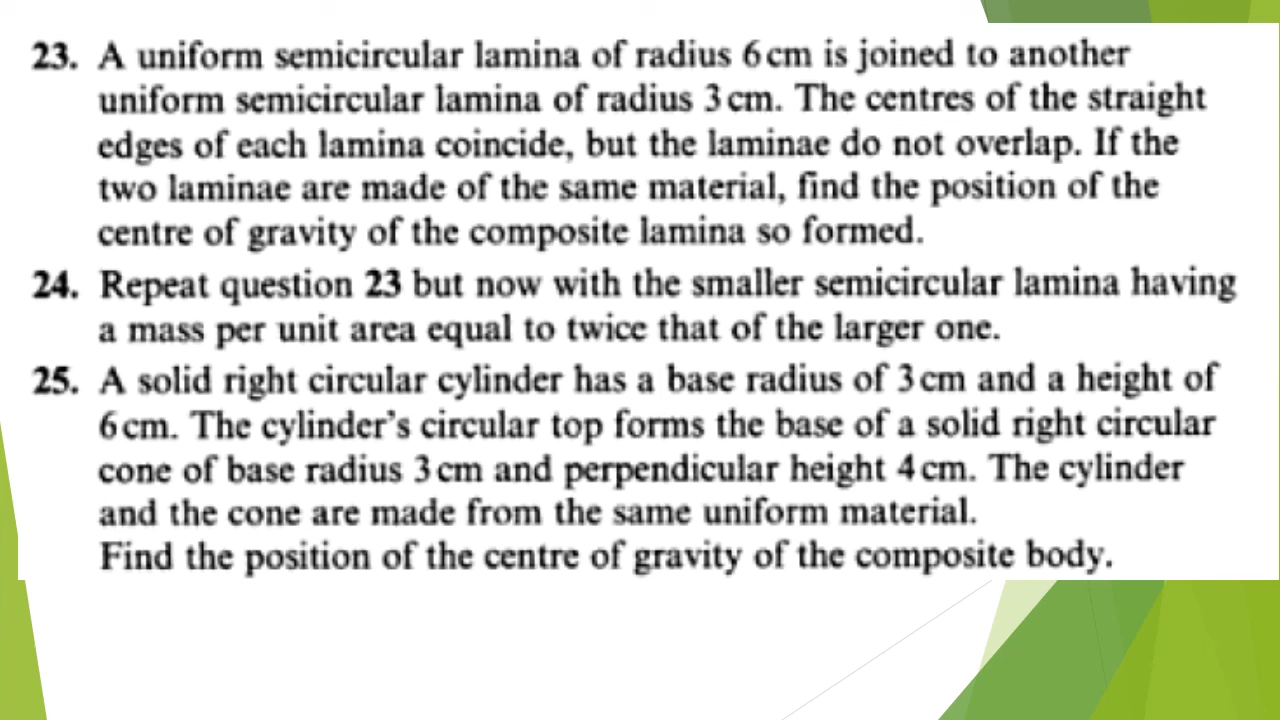 23. A uniform semicircular lamina of radius 6 cm is joined to another
uniform semicircular lamina of radius 3 cm. The centres of the straight
edges of each lamina coincide, but the laminae do not overlap. If the
two laminae are made of the same material, find the position of the
centre of gravity of the composite lamina so formed.
24. Repeat question 23 but now with the smaller semicircular lamina having
a mass per unit area equal to twice that of the larger one.
25. A solid right circular cylinder has a base radius of 3 cm and a height of
6 cm. The cylinder's circular top forms the base of a solid right circular
cone of base radius 3 cm and perpendicular height 4 cm. The cylinder
and the cone are made from the same uniform material.
Find the position of the centre of gravity of the composite body.